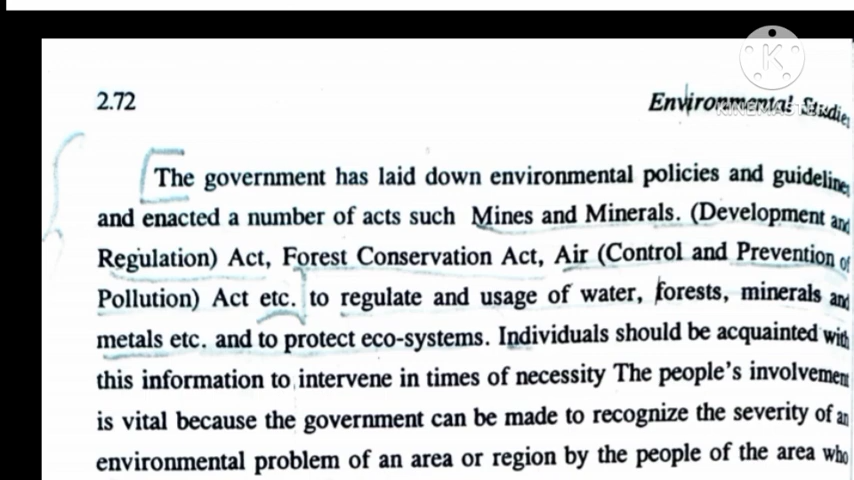 2.72
Environmental Studies
KINEMASTER
The government has laid down environmental policies and guidelines
and enacted a number of acts such Mines and Minerals. (Development and
Regulation) Act, Forest Conservation Act, Air (Control and Prevention of
Pollution) Act etc. to regulate and usage of water, forests, minerals and
metals etc. and to protect eco-systems. Individuals should be acquainted with
this information to intervene in times of necessity The people's involvement
is vital because the government can be made to recognize the severity of an
environmental problem of an area or region by the people of the area who